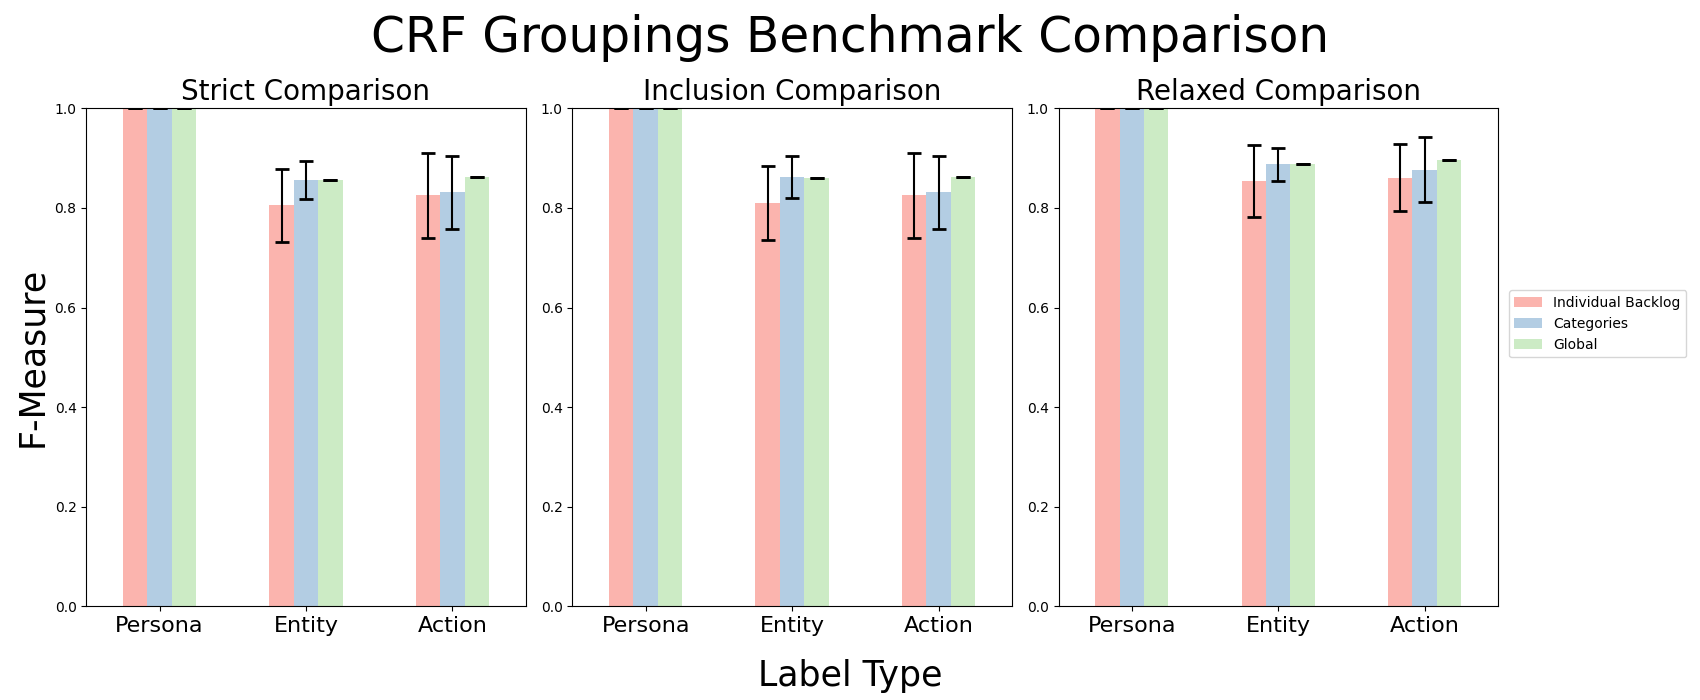 CRF Groupings Benchmark Comparison
Strict Comparison
Inclusion Comparison
Relaxed Comparison
F-Measure
1.0
0.8
0.6
0.4
0.2
0.0
Persona Entity Action
1.0
0.8
0.6
0.4
0.2
0.0
Persona Entity Action
1.0
0.8
0.6
0.4
0.2
0.0
Persona Entity Action
Individual Backlog
Categories
Global
Label Type